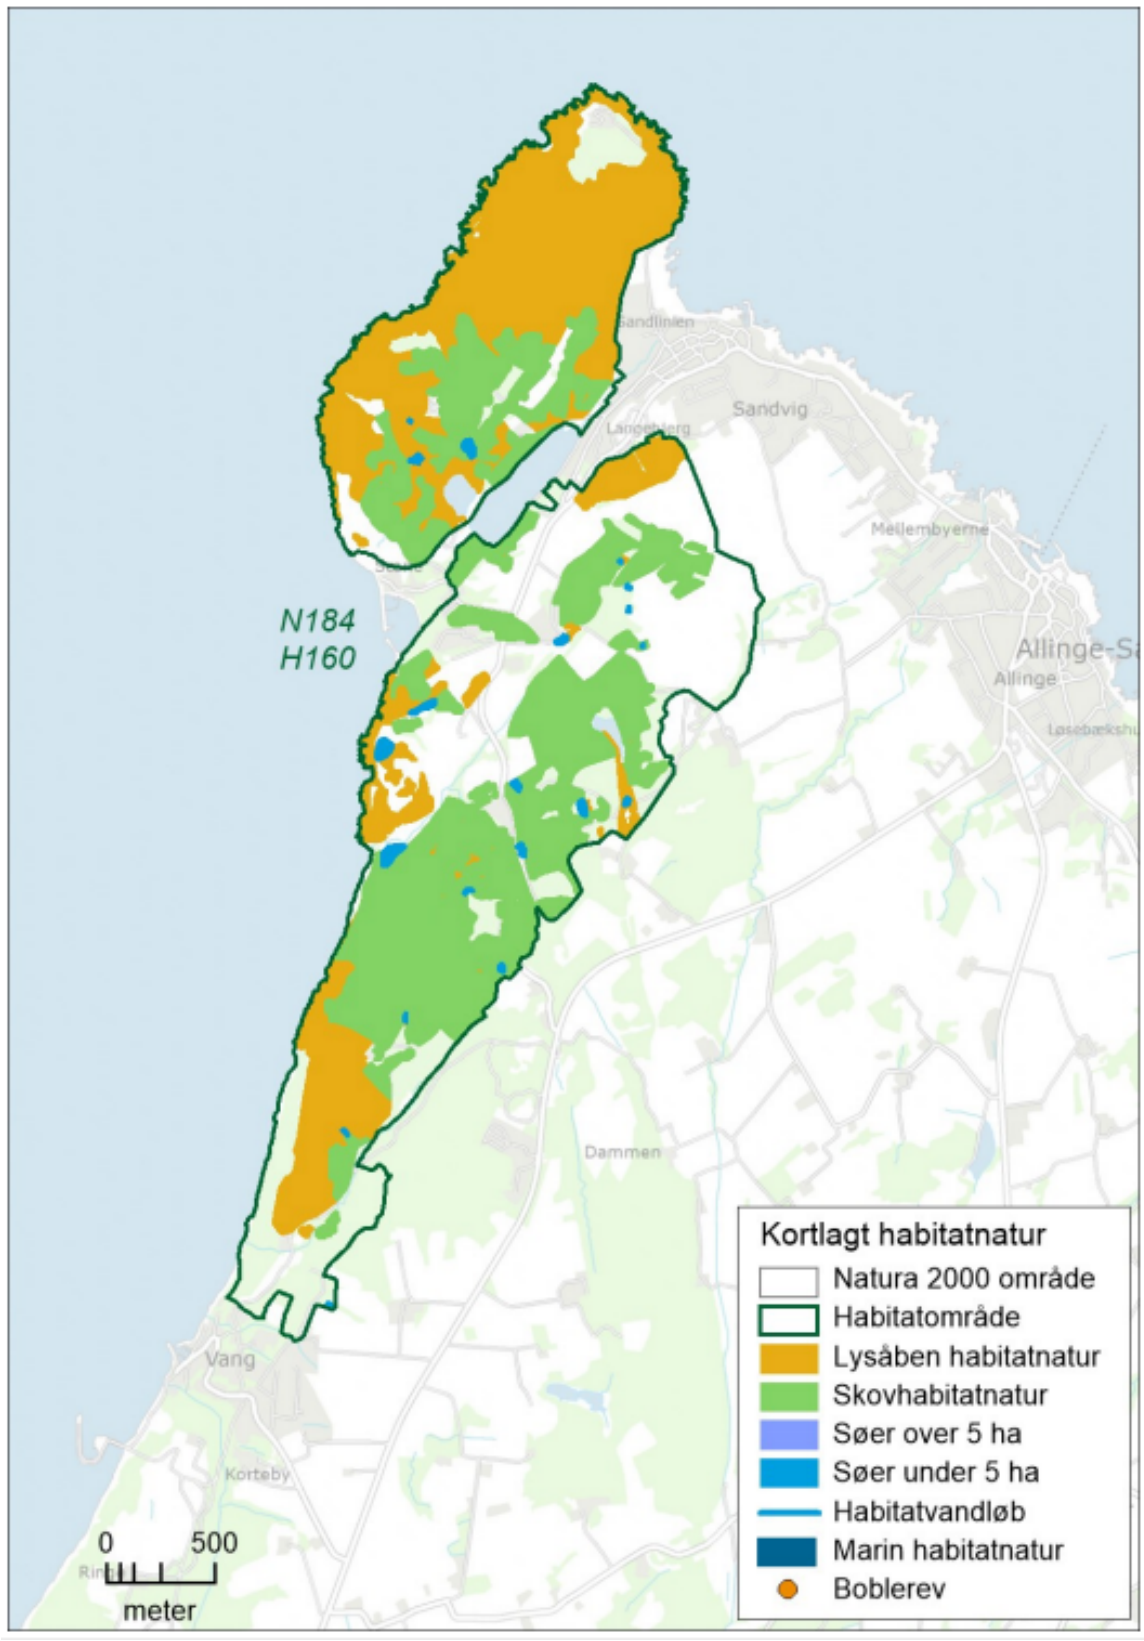 Sandlinien
Sandvig
Langebjerg
Mellembyerne
N184
H160
Allinge-Sa
Allinge
Løsebækshu
Dammen
Vang
Korteby
0 500
meter
Kortlagt habitatnatur
Natura 2000 område
Habitatområde
Lysåben habitatnatur
Skovhabitatnatur
Søer over 5 ha
Søer under 5 ha
Habitatvandløb
Marin habitatnatur
Boblerev